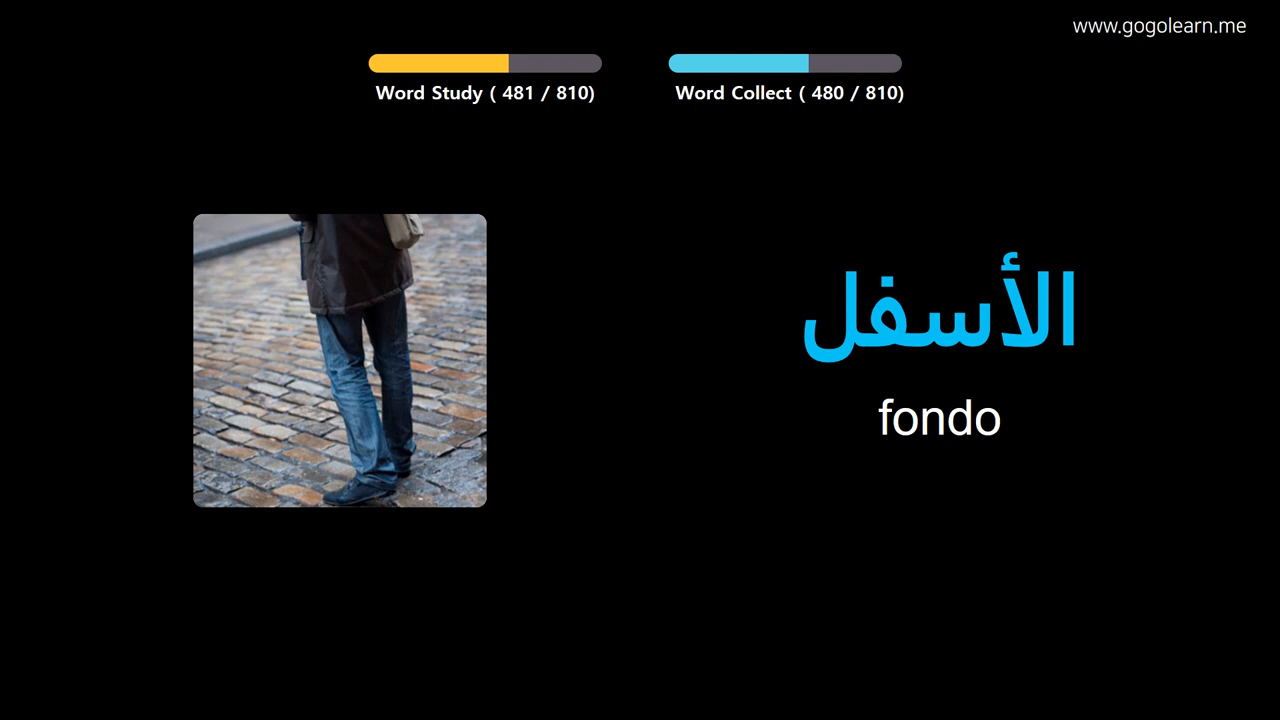 www.gogolearn.me
Word Study ( 481 / 810)
Word Collect ( 480 / 810)
الأسفل
fondo